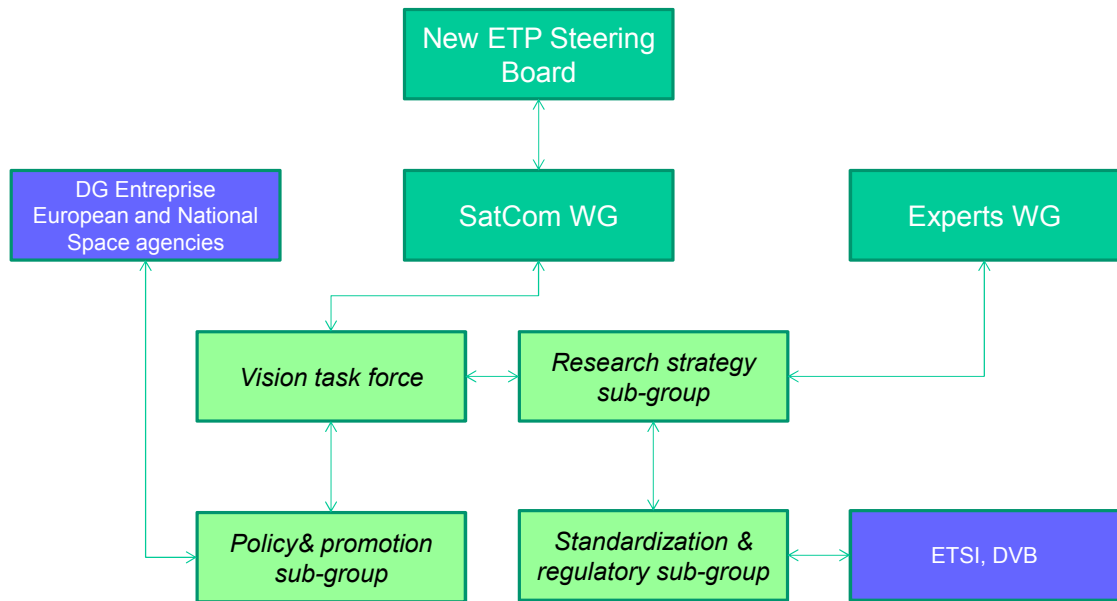 New ETP Steering
Board
DG Entreprise
European and National
Space agencies
SatCom WG
Experts WG
Vision task force
Research strategy
sub-group
Policy& promotion
sub-group
Standardization &
regulatory sub-group
ETSI, DVB